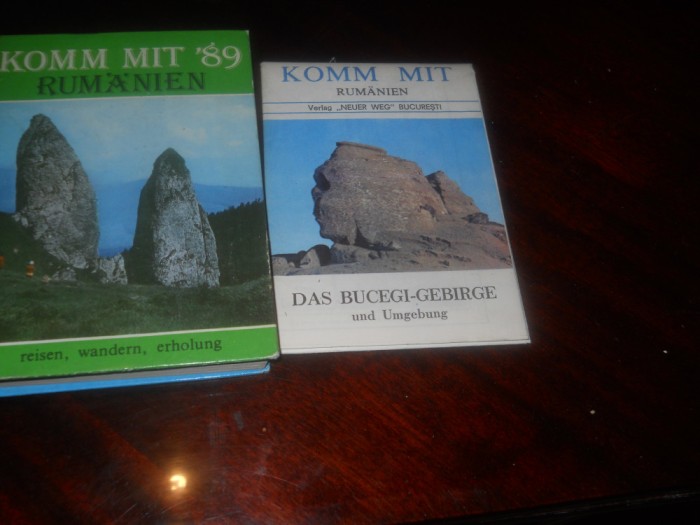 KOMM MIT '89
RUMÄNIEN
reisen, wandern, erholung
KOMM MIT
RUMÄNIEN
Verlag „NEUER WEG" BUCUREŞTI
DAS BUCEGI-GEBIRGE
und Umgebung